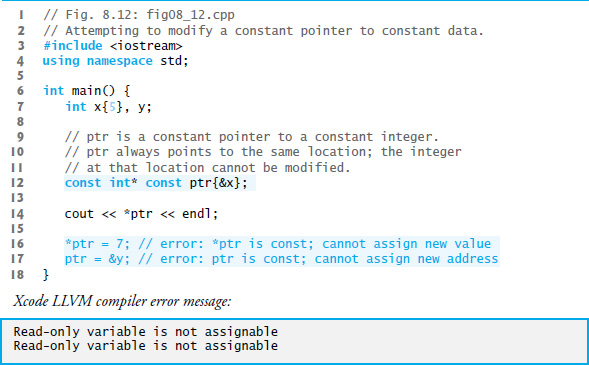 1 // Fig. 8.12: fig08_12.cpp
2 // Attempting to modify a constant pointer to constant data.
3 #include <iostream>
4 using namespace std;
5
6 int main() {
7 int x{5}, y;
8
9 // ptr is a constant pointer to a constant integer.
10 // ptr always points to the same location; the integer
11 // at that location cannot be modified.
12 const int* const ptr{&x};
13
14 cout << *ptr << endl;
15
16 *ptr = 7; // error: *ptr is const; cannot assign new value
17 ptr = &y; // error: ptr is const; cannot assign new address
18 }
Xcode LLVM compiler error message:
Read-only variable is not assignable
Read-only variable is not assignable